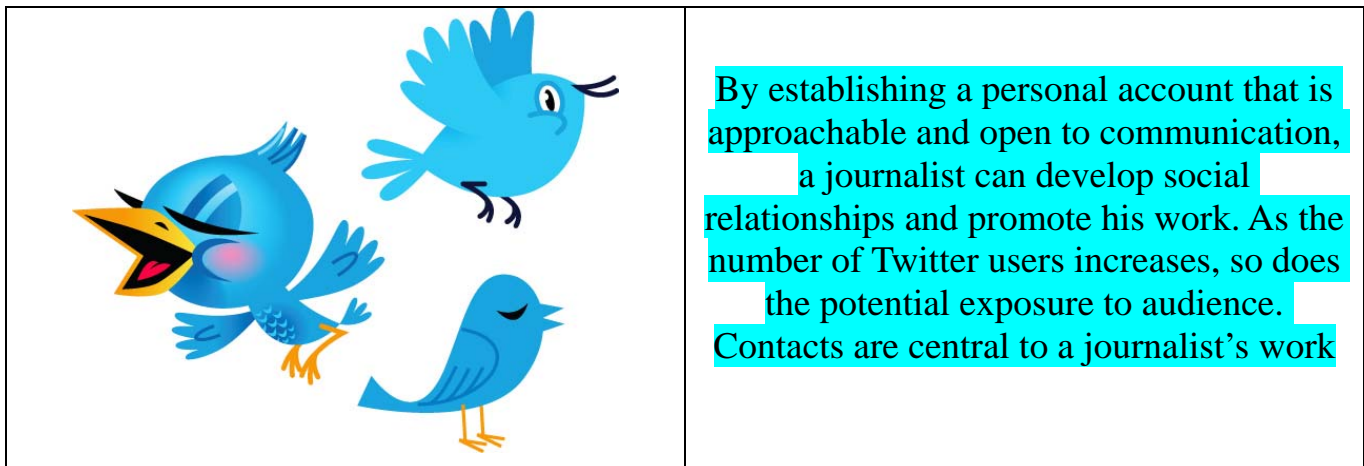 By establishing a personal account that is
approachable and open to communication,
a journalist can develop social
relationships and promote his work. As the
number of Twitter users increases, so does
the potential exposure to audience.
Contacts are central to a journalist’s work